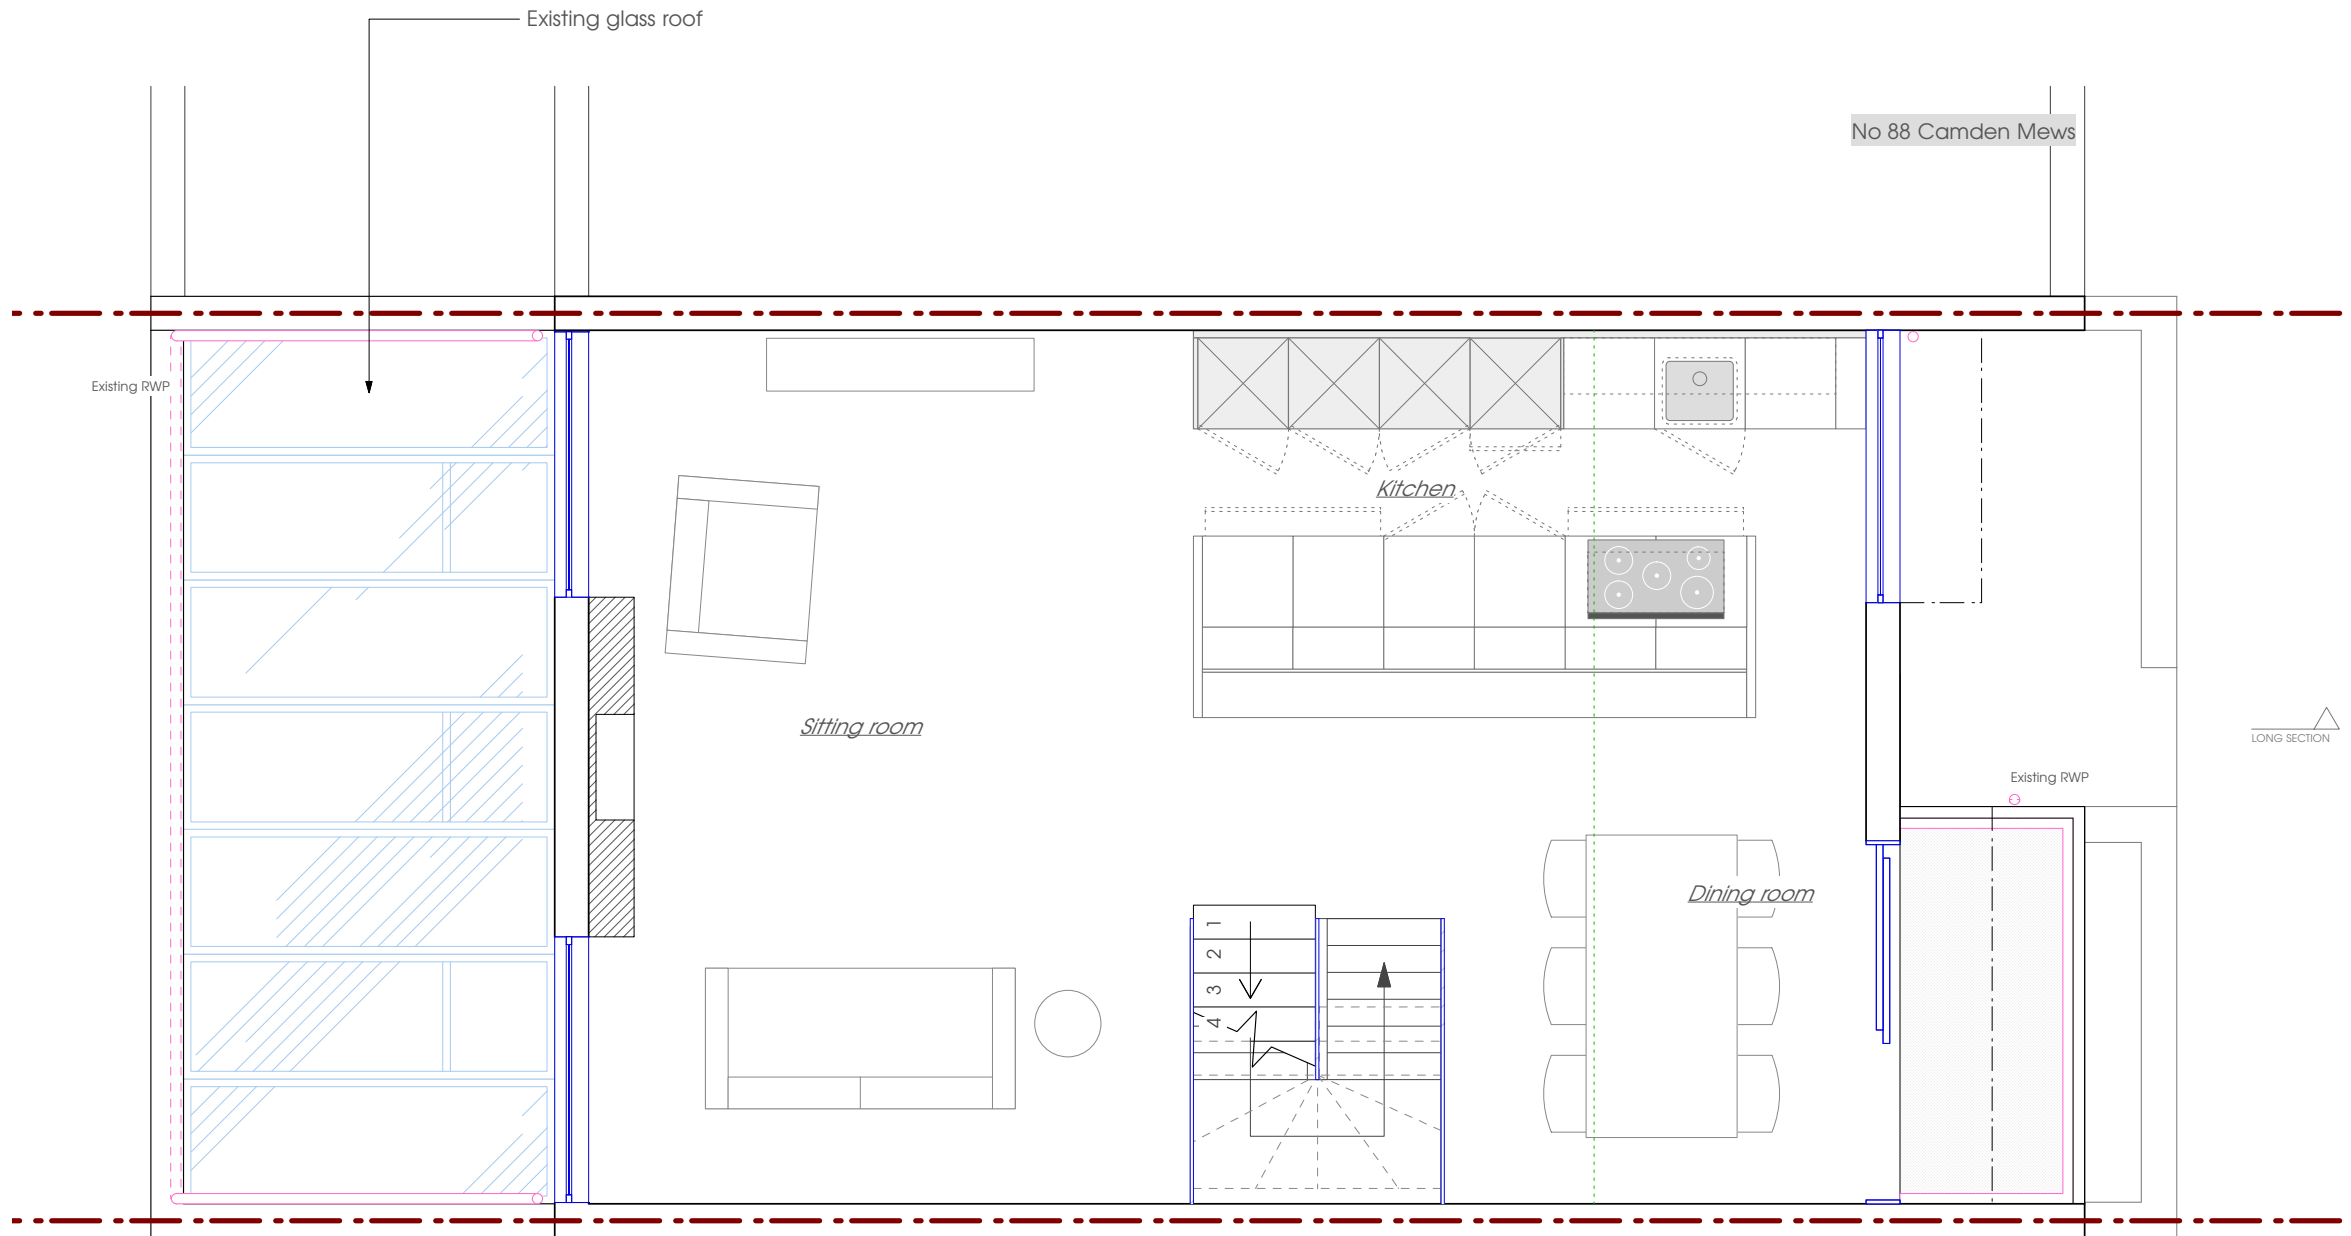 Existing glass roof
No 88 Camden Mews
Existing RWP
Kitchen
Sitting room
LONG SECTION
Existing RWP
Dining room
1
2
3
4